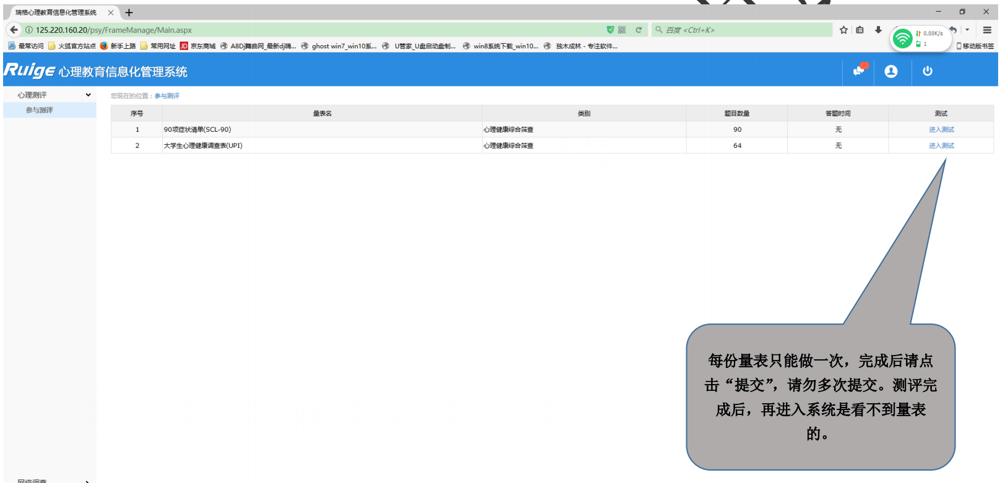 瑞格心理教育信息化管理系统
125.220.160.20/psy/FrameManage/Main.aspx
百度 <Ctrl+K>
0.00K/s
1
最常访问 火狐官方站点 新手上路 常用网址 JD 京东商城 A8Dj舞曲网_最新dj嗨... ghost win7_win10系... U管家_U盘启动盘制... win8系统下载_win10... 独木成林 - 专注软件... 移动版书签
Ruige 心理教育信息化管理系统
心理测评
参与测评
您现在的位置：参与测评
序号 量表名 类别 题目数量 答题时间 测试
1 90项症状清单(SCL-90) 心理健康综合筛查 90 无 进入测试
2 大学生心理健康调查表(UPI) 心理健康综合筛查 64 无 进入测试
每份量表只能做一次，完成后请点
击“提交”，请勿多次提交。测评完
成后，再进入系统是看不到量表
的。
网络调查